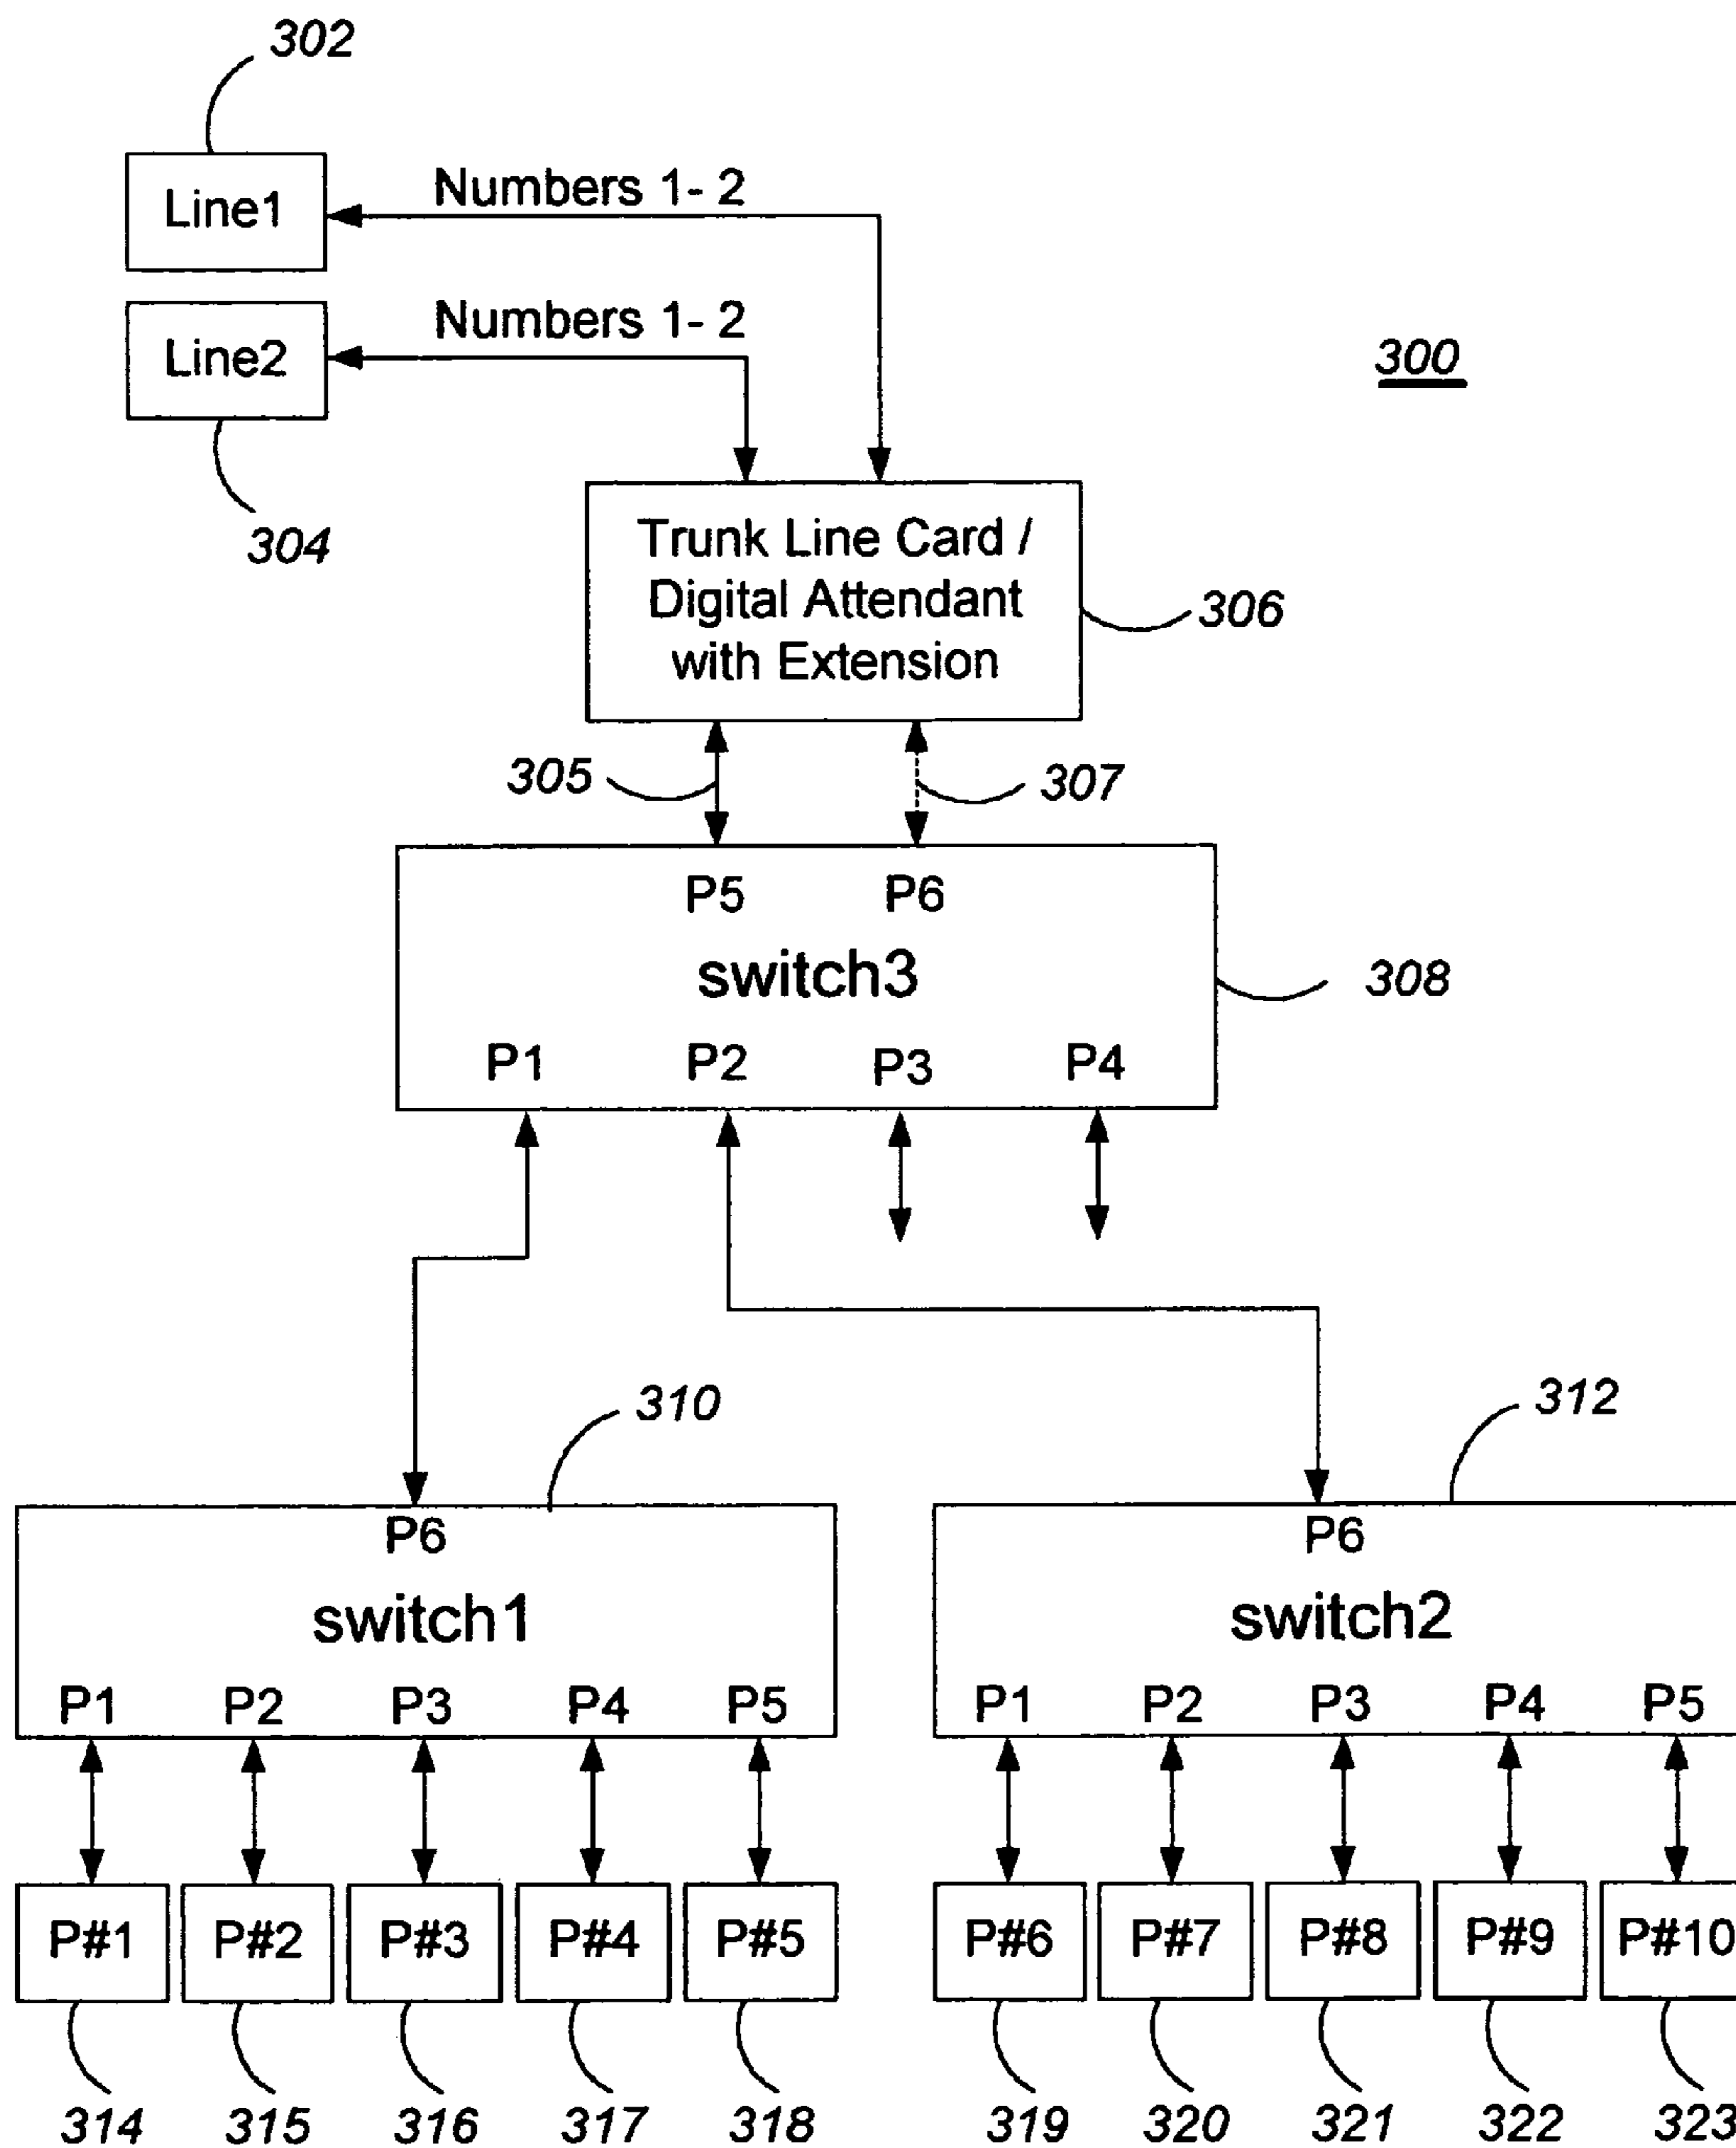 302
Line1
Numbers 1- 2
Line2
Numbers 1- 2
300
304
Trunk Line Card /
Digital Attendant
with Extension
306
305
307
P5 P6
switch3
308
P1 P2 P3 P4
310
312
P6
switch1
P1 P2 P3 P4 P5
P6
switch2
P1 P2 P3 P4 P5
P#1 P#2 P#3 P#4 P#5
P#6 P#7 P#8 P#9 P#10
314 315 316 317 318
319 320 321 322 323